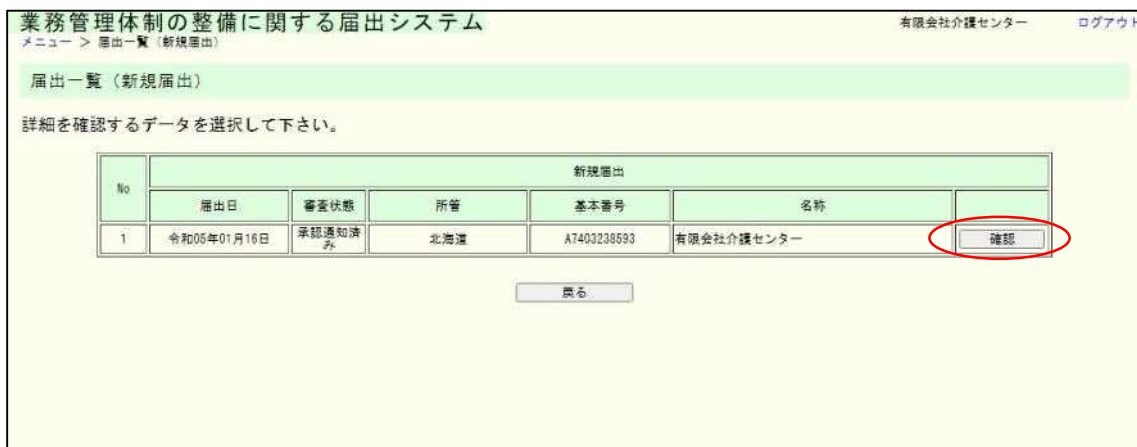 業務管理体制の整備に関する届出システム
有限会社介護センター ログアウト
メニュー > 届出一覧（新規届出）
届出一覧（新規届出）
詳細を確認するデータを選択して下さい。
No 新規届出
届出日 審査状態 所管 基本番号 名称
1 令和05年01月16日 承認通知済み 北海道 A7403238593 有限会社介護センター 確認
戻る